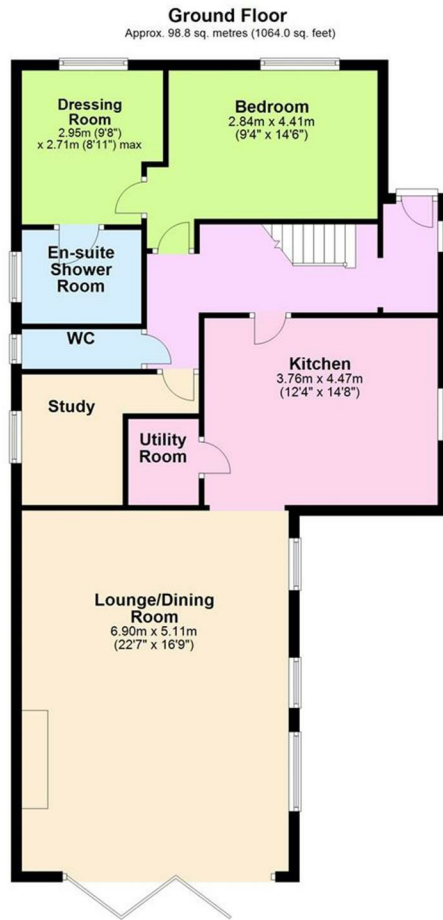 Ground Floor
Approx. 98.8 sq. metres (1064.0 sq. feet)
Dressing
Room
2.95m (9'8")
x 2.71m (8'11") max
Bedroom
2.84m x 4.41m
(9'4" x 14'6")
En-suite
Shower
Room
WC
Study
Kitchen
3.76m x 4.47m
(12'4" x 14'8")
Utility
Room
Lounge/Dining
Room
6.90m x 5.11m
(22'7" x 16'9")